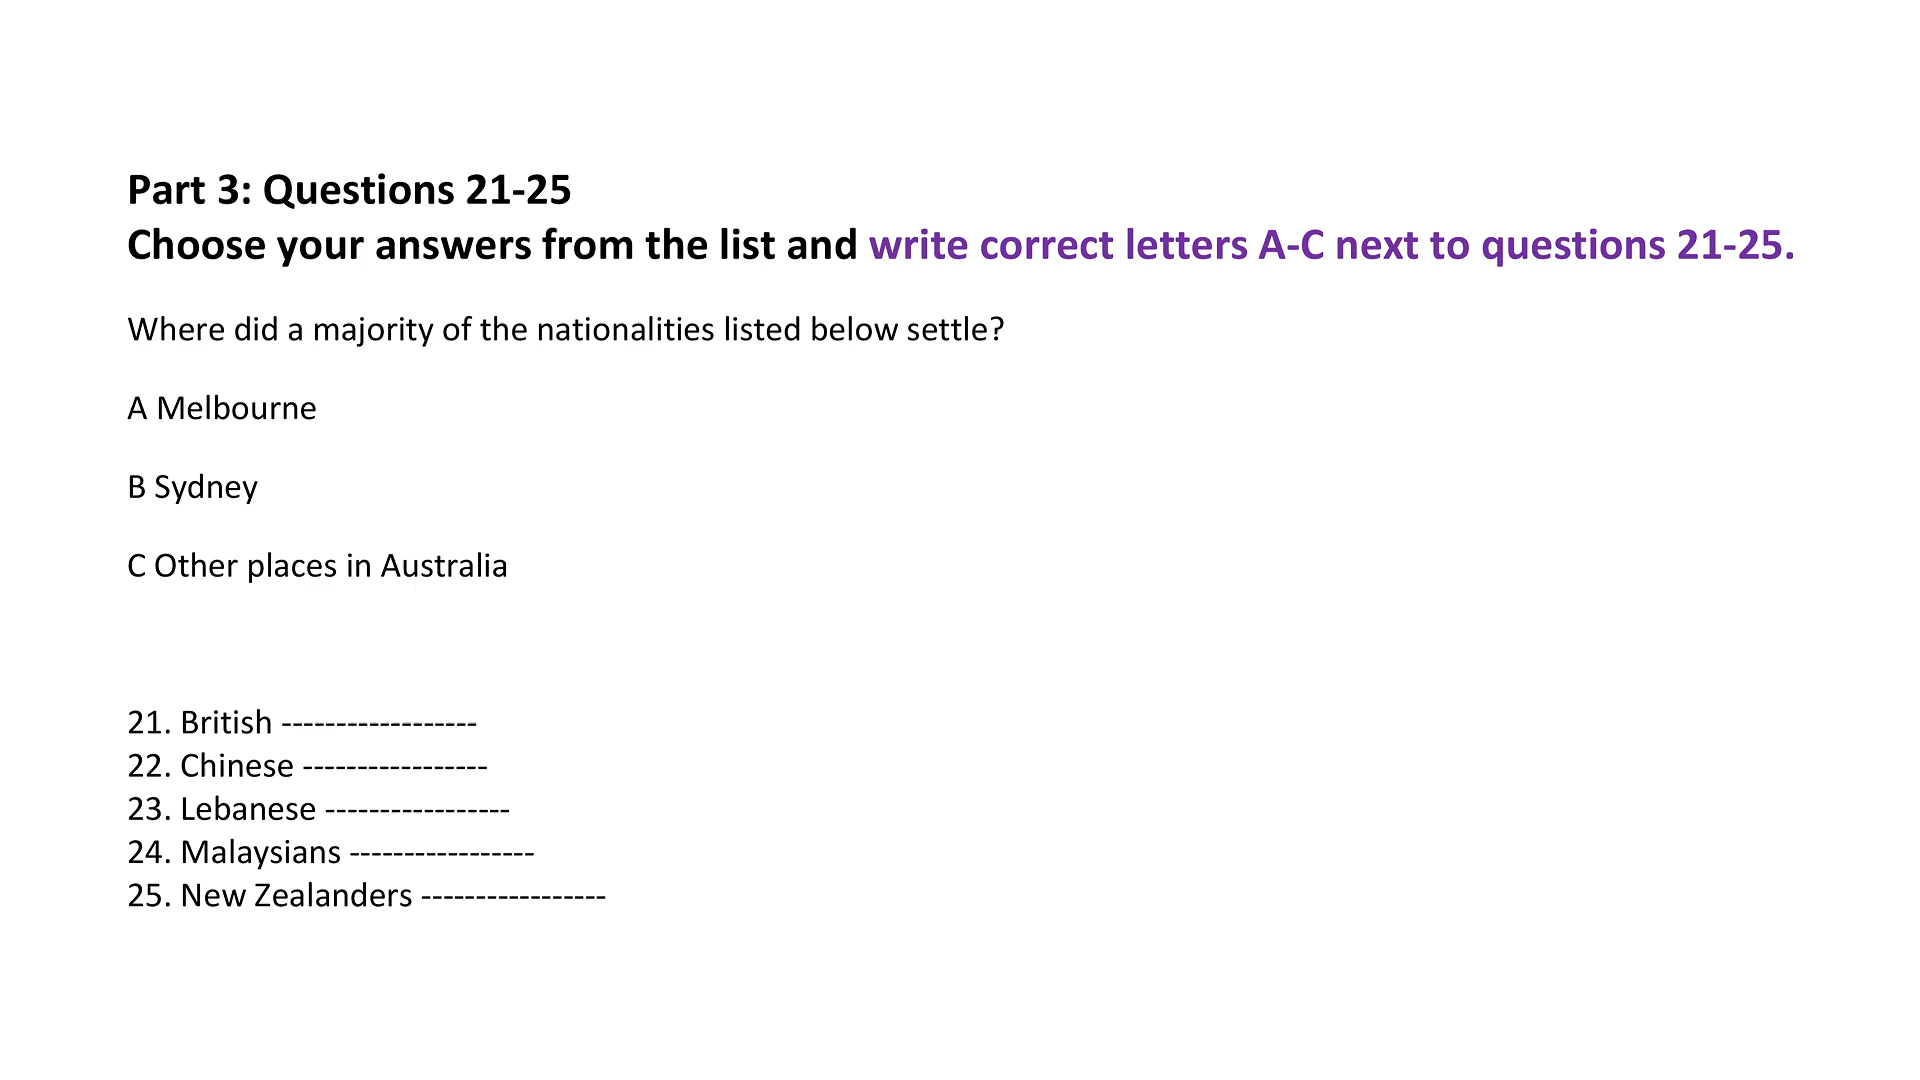 Part 3: Questions 21-25
Choose your answers from the list and write correct letters A-C next to questions 21-25.
Where did a majority of the nationalities listed below settle?
A Melbourne
B Sydney
C Other places in Australia
21. British ------------------
22. Chinese -----------------
23. Lebanese -----------------
24. Malaysians -----------------
25. New Zealanders -----------------